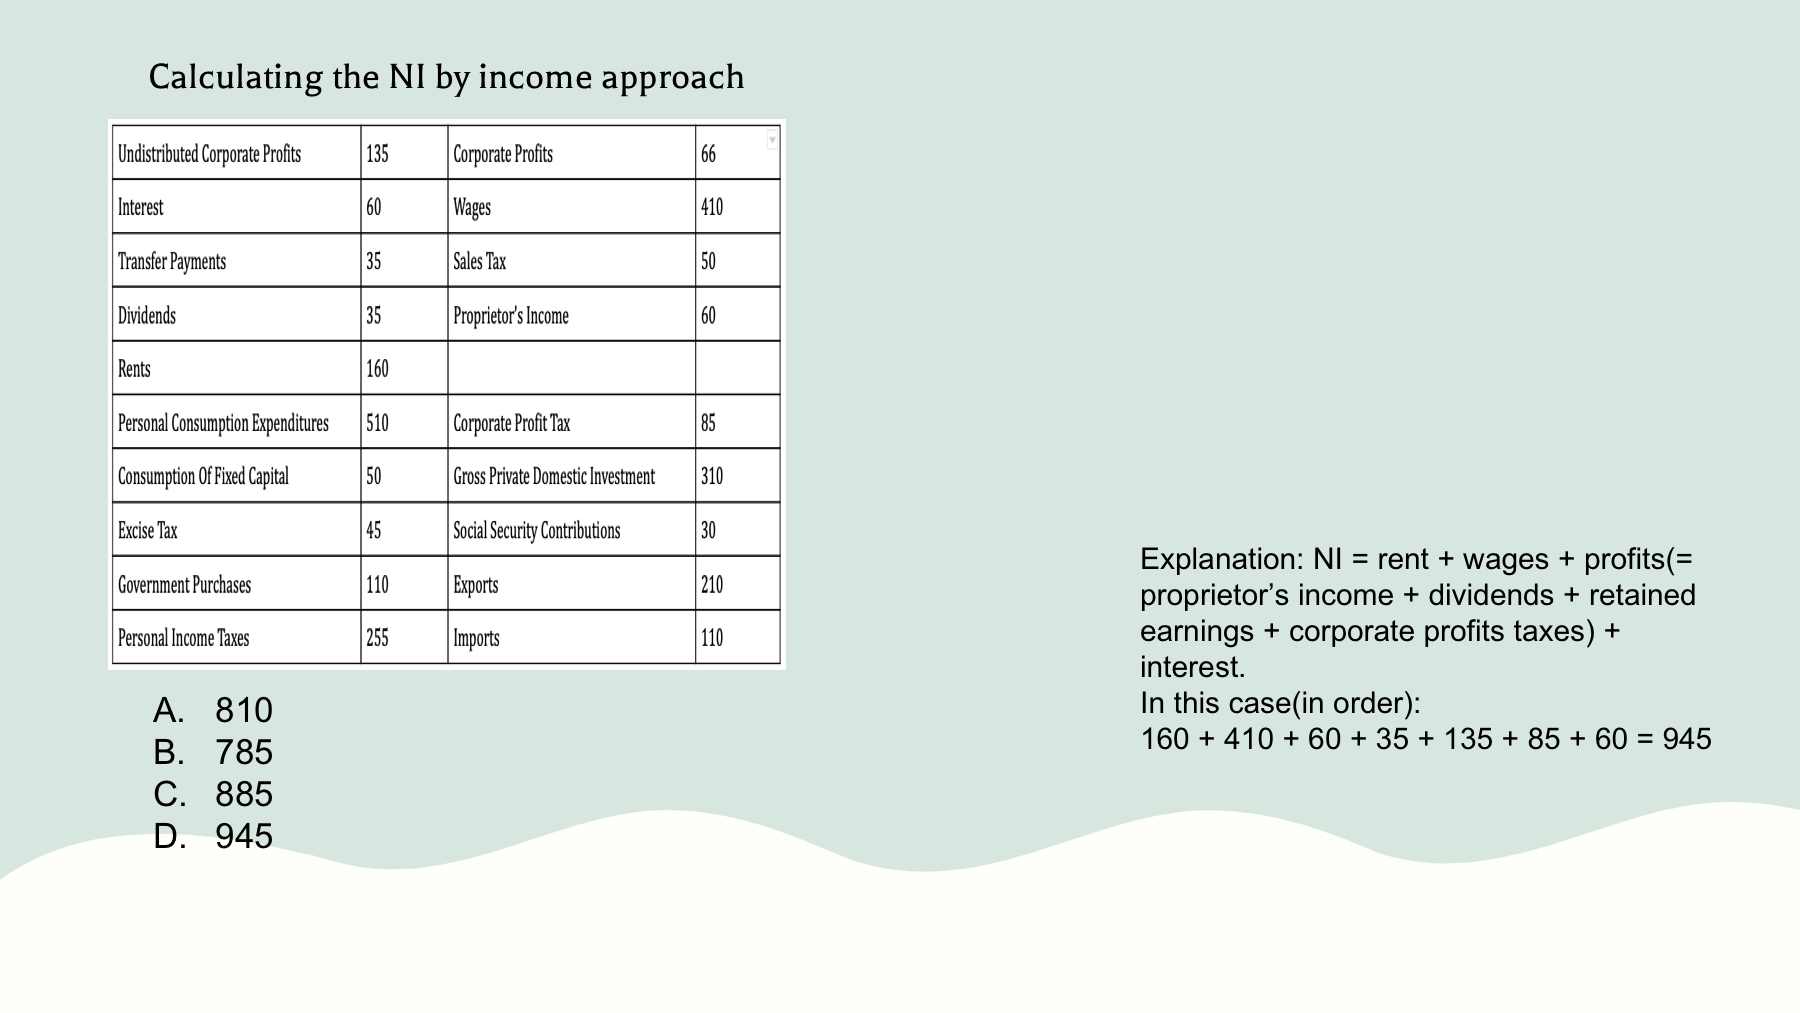 Calculating the NI by income approach
Undistributed Corporate Profits 135 Corporate Profits 66
Interest 60 Wages 410
Transfer Payments 35 Sales Tax 50
Dividends 35 Proprietor's Income 60
Rents 160
Personal Consumption Expenditures 510 Corporate Profit Tax 85
Consumption Of Fixed Capital 50 Gross Private Domestic Investment 310
Excise Tax 45 Social Security Contributions 30
Government Purchases 110 Exports 210
Personal Income Taxes 255 Imports 110
A. 810
B. 785
C. 885
D. 945
Explanation: NI = rent + wages + profits(=
proprietor’s income + dividends + retained
earnings + corporate profits taxes) +
interest.
In this case(in order):
160 + 410 + 60 + 35 + 135 + 85 + 60 = 945